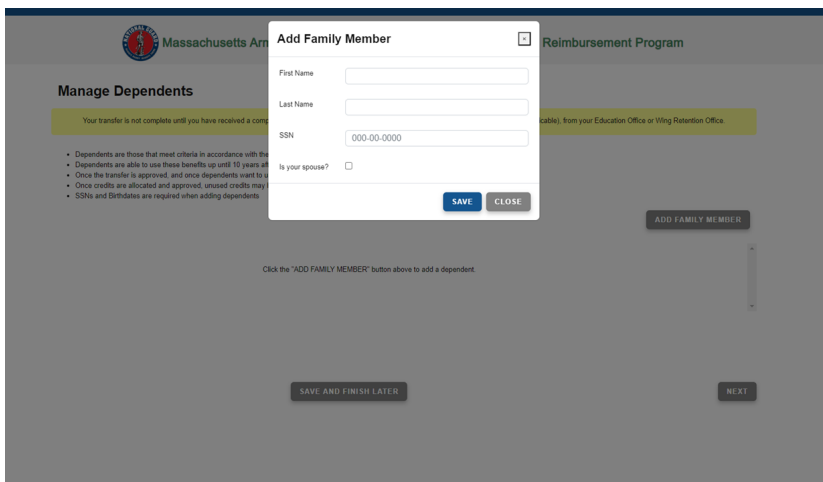 Massachusetts Arm
Reimbursement Program
Manage Dependents
Your transfer is not complete until you have received a comp
icable), from your Education Office or Wing Retention Office.
Dependents are those that meet criteria in accordance with the
Dependents are able to use these benefits up until 10 years aft
Once the transfer is approved, and once dependents want to u
Once credits are allocated and approved, unused credits may
SSNs and Birthdates are required when adding dependents
Add Family Member
×
First Name
Last Name
SSN
000-00-0000
Is your spouse?
SAVE
CLOSE
ADD FAMILY MEMBER
Click the "ADD FAMILY MEMBER" button above to add a dependent.
SAVE AND FINISH LATER
NEXT